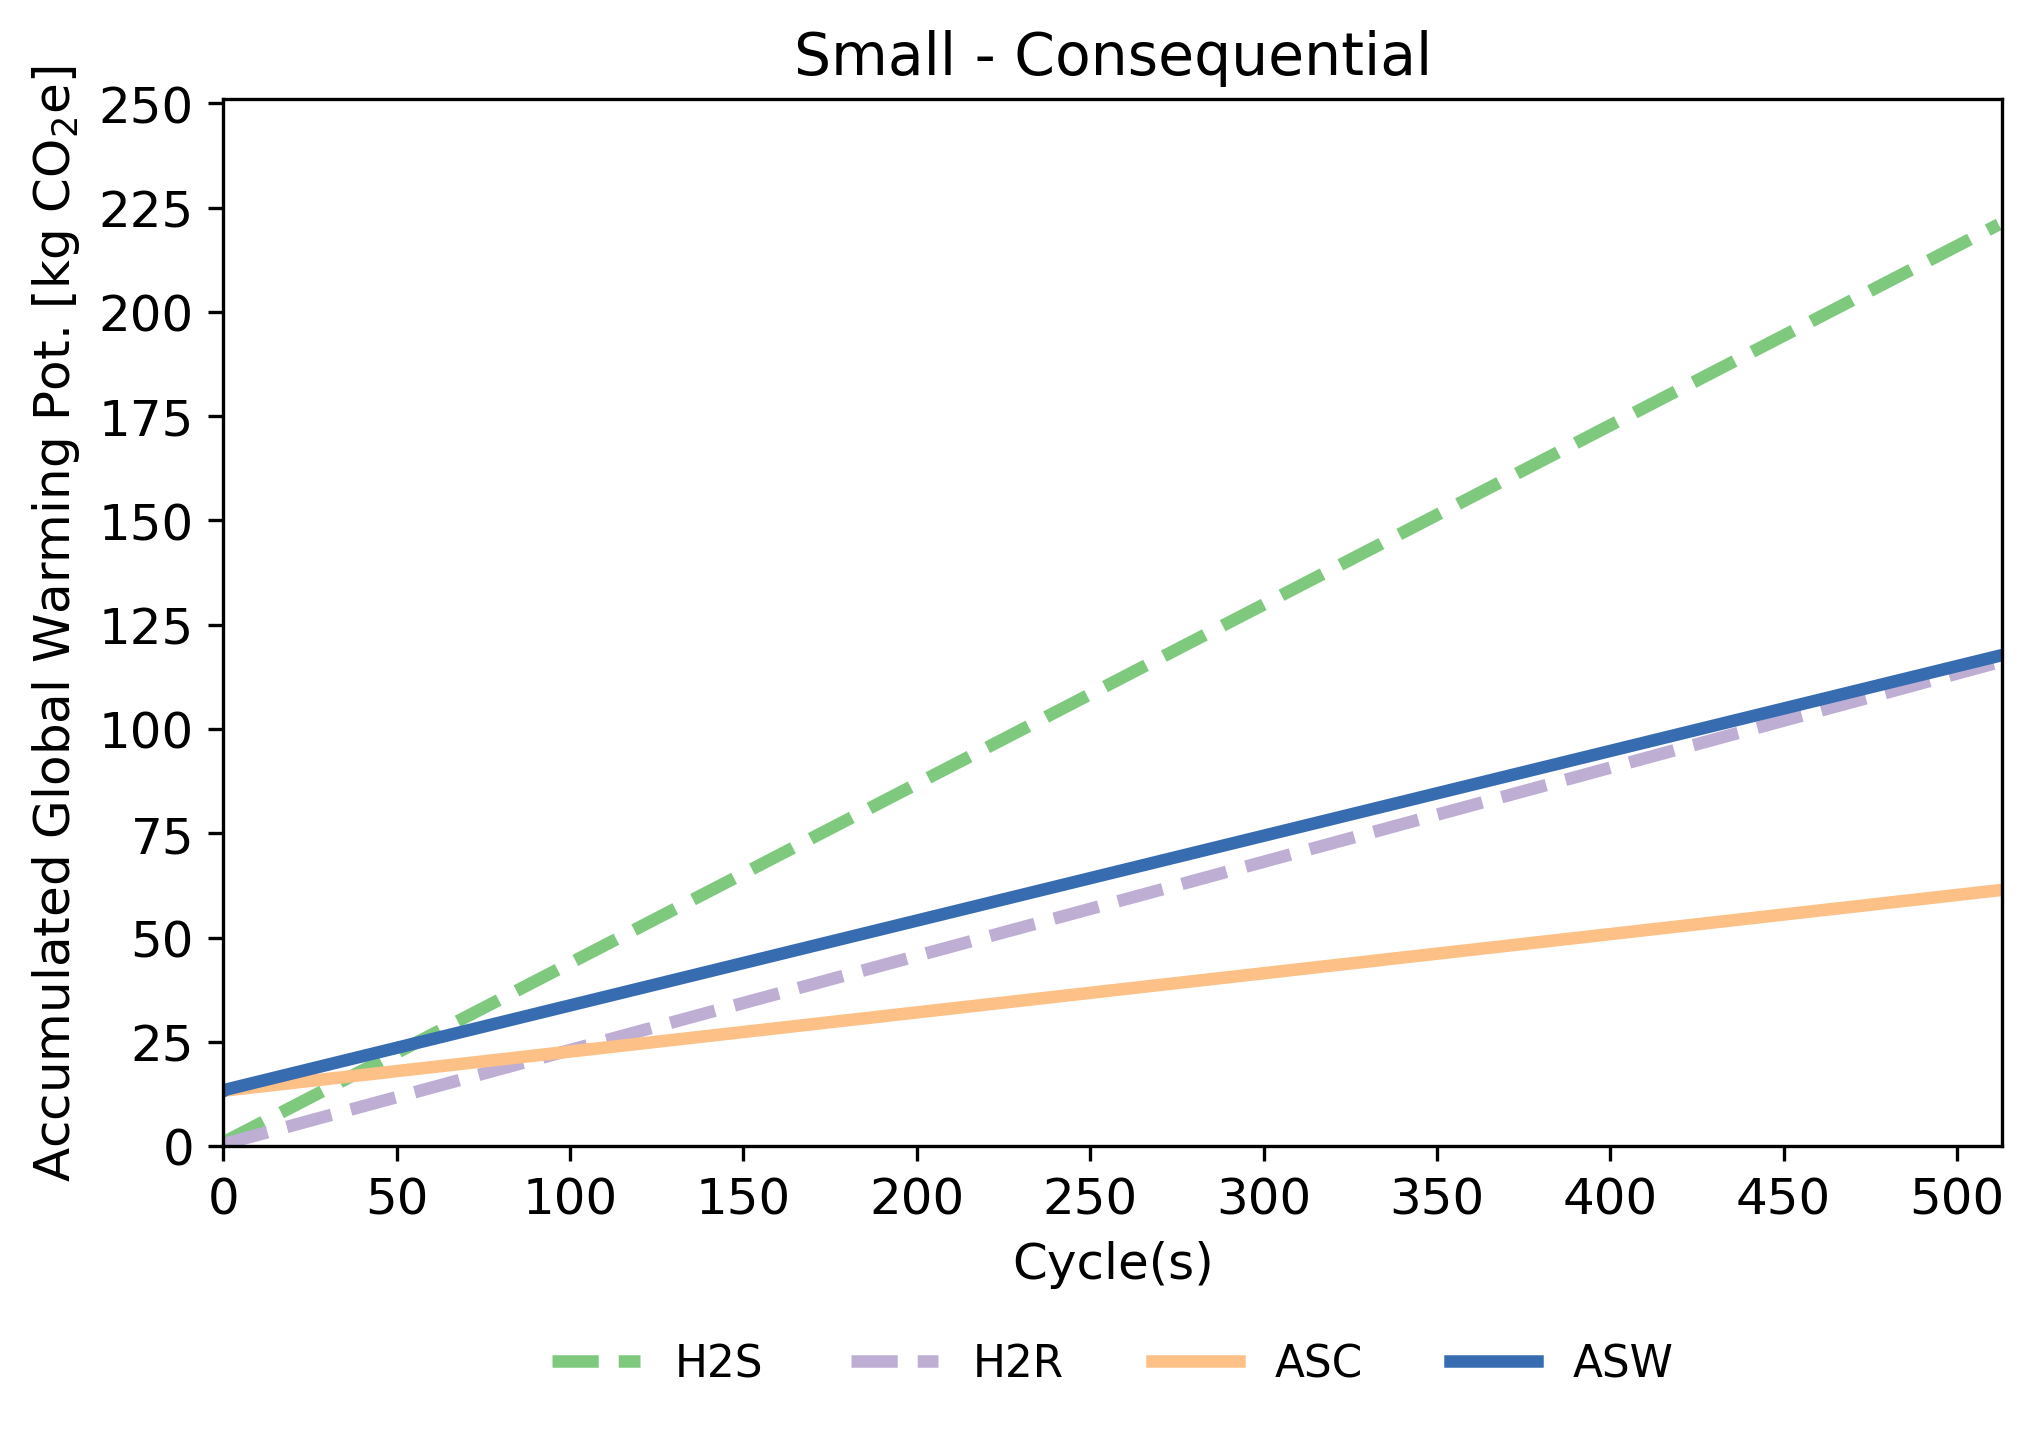 Small - Consequential
Accumulated Global Warming Pot. [kg CO₂e]
250
225
200
175
150
125
100
75
50
25
0
0 50 100 150 200 250 300 350 400 450 500
Cycle(s)
H2S H2R ASC ASW